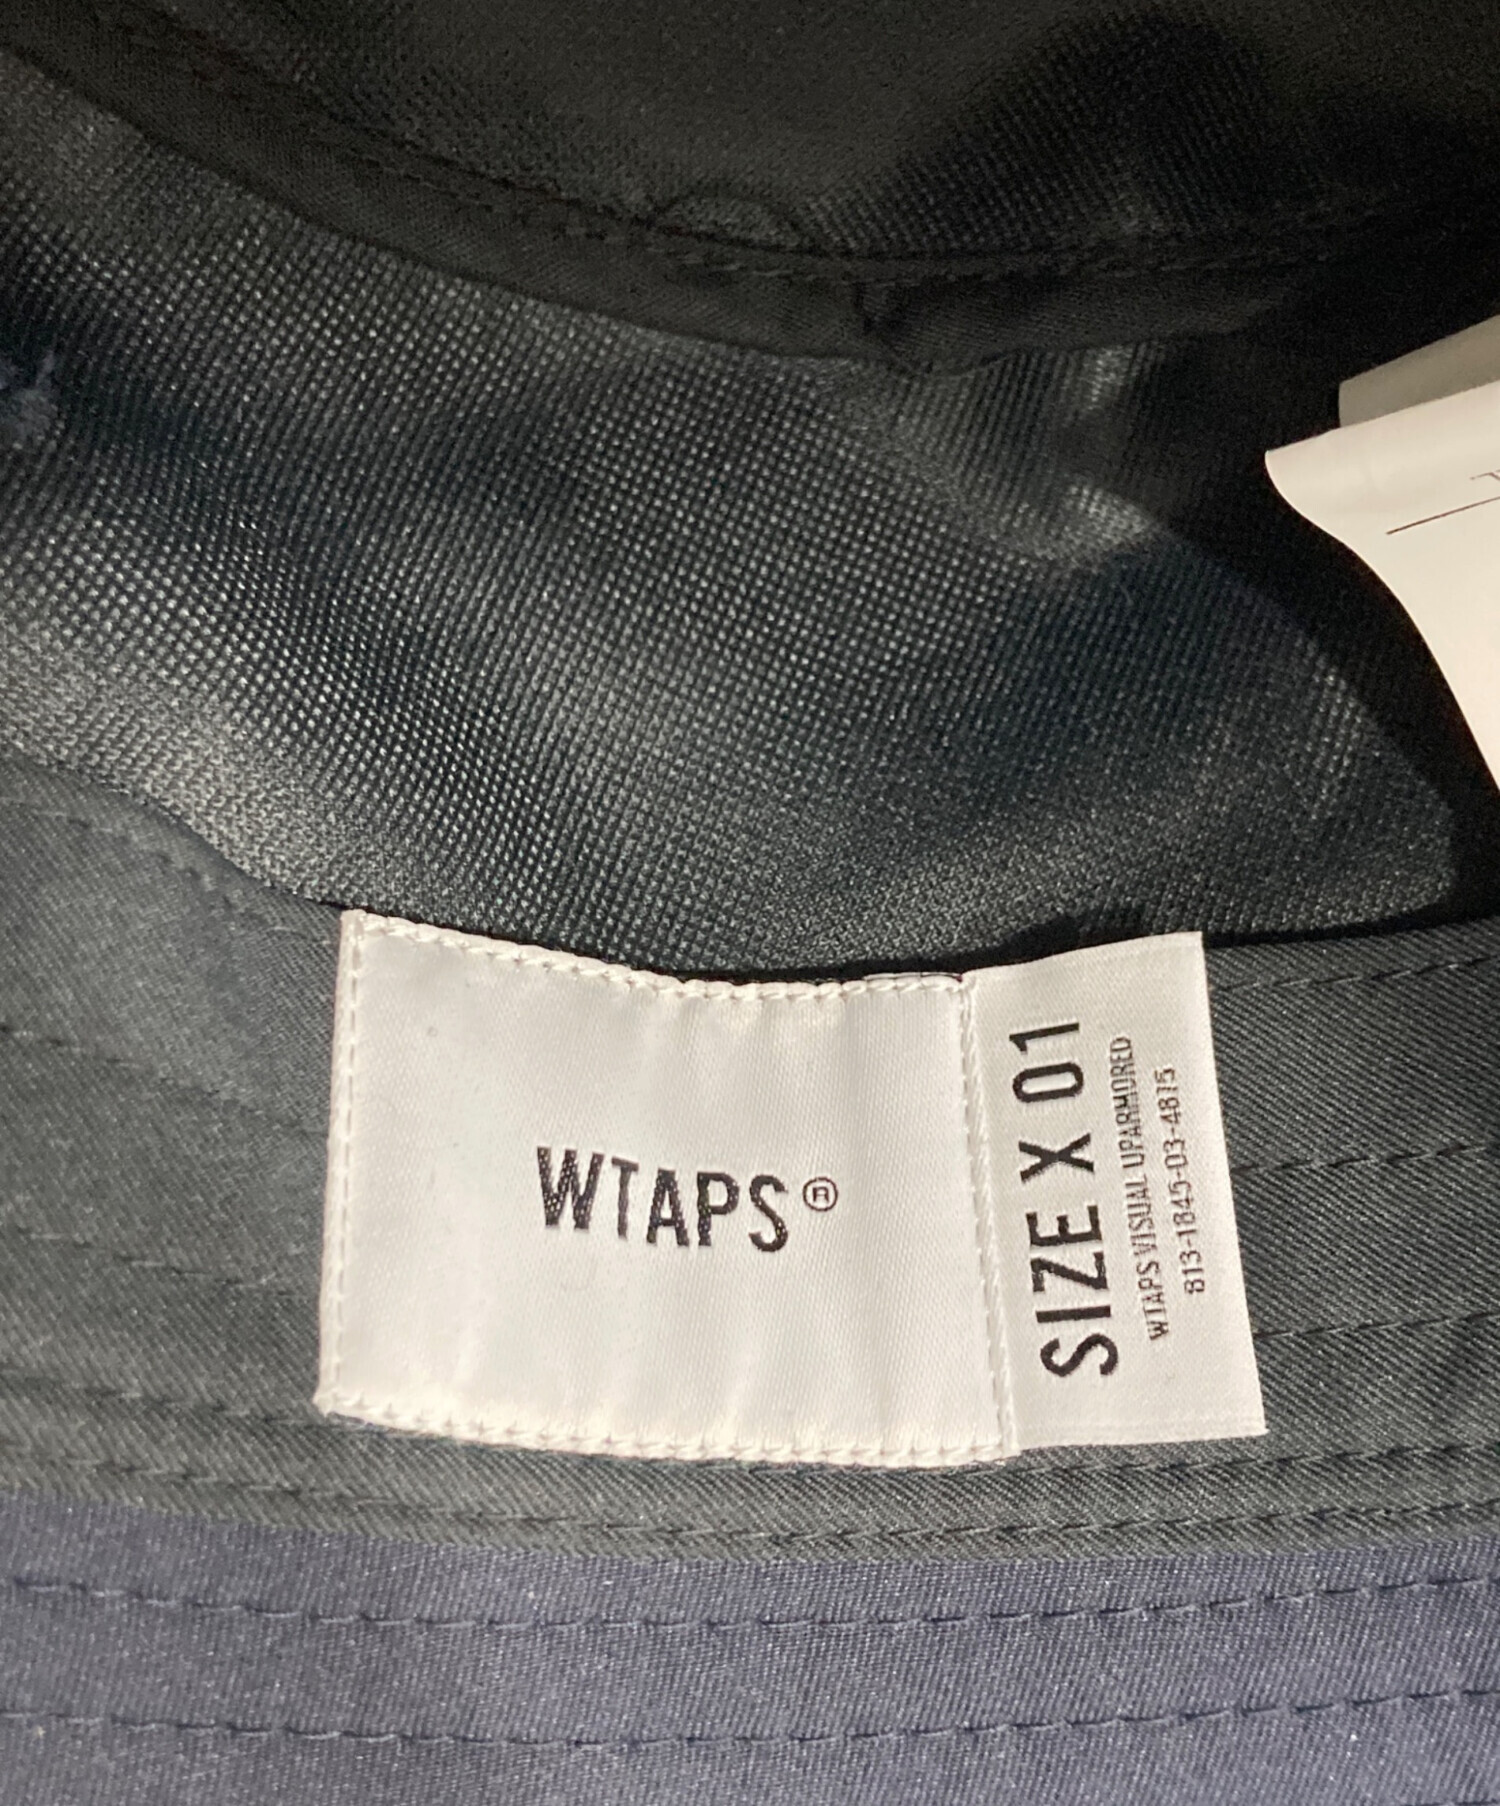 WTAPS®
SIZE X 01
WTAPS VISUAL UPARMORED
813-1845-03-4875